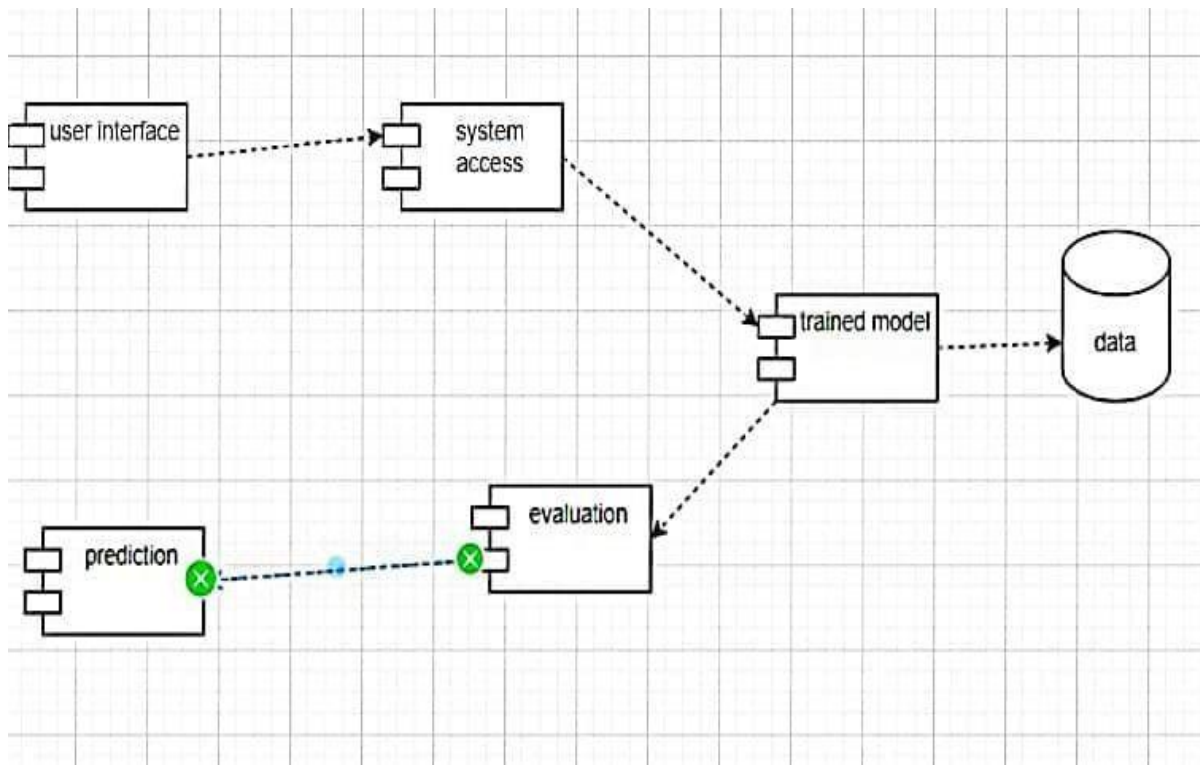 user interface
system
access
trained model
data
evaluation
prediction